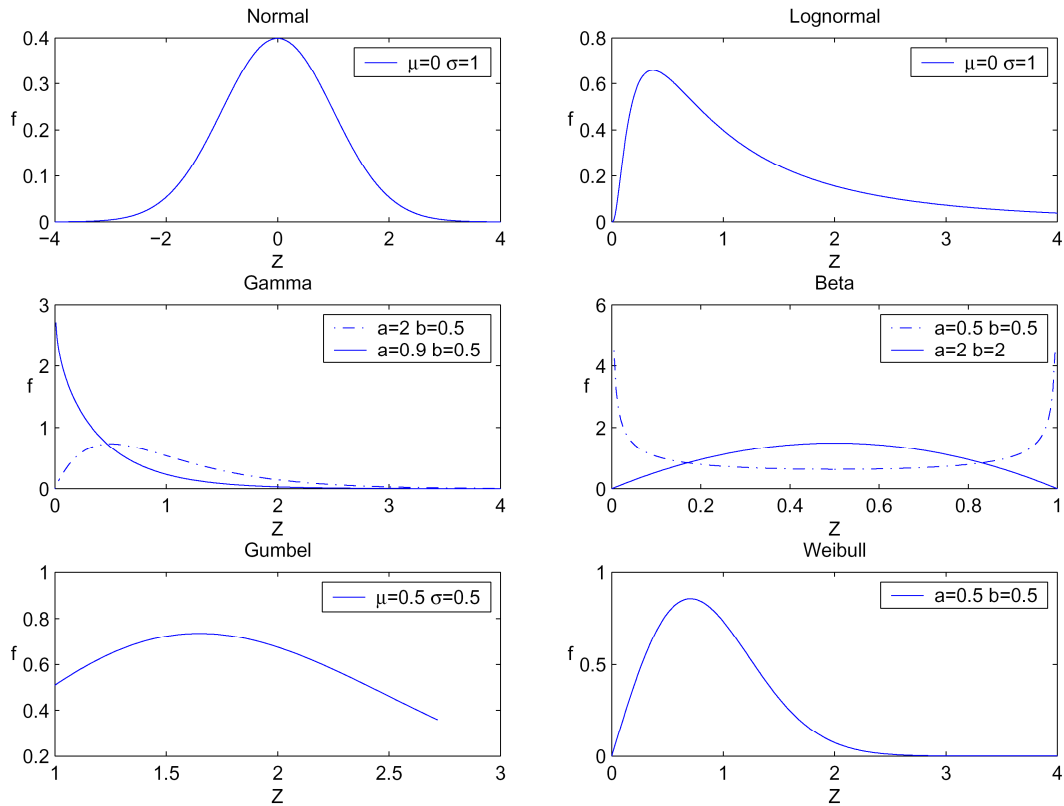 Normal
0.4
0.3
0.2
0.1
0
f
−4
−2
0
2
4
Z
μ=0 σ=1
Lognormal
0.8
0.6
0.4
0.2
0
f
0
1
2
3
4
Z
μ=0 σ=1
Gamma
3
2
1
0
f
0
1
2
3
4
Z
a=2 b=0.5
a=0.9 b=0.5
Beta
6
4
2
0
f
0
0.2
0.4
0.6
0.8
1
Z
a=0.5 b=0.5
a=2 b=2
Gumbel
1
0.8
0.6
0.4
0.2
f
1
1.5
2
2.5
3
Z
μ=0.5 σ=0.5
Weibull
1
0.5
0
f
0
1
2
3
4
Z
a=0.5 b=0.5